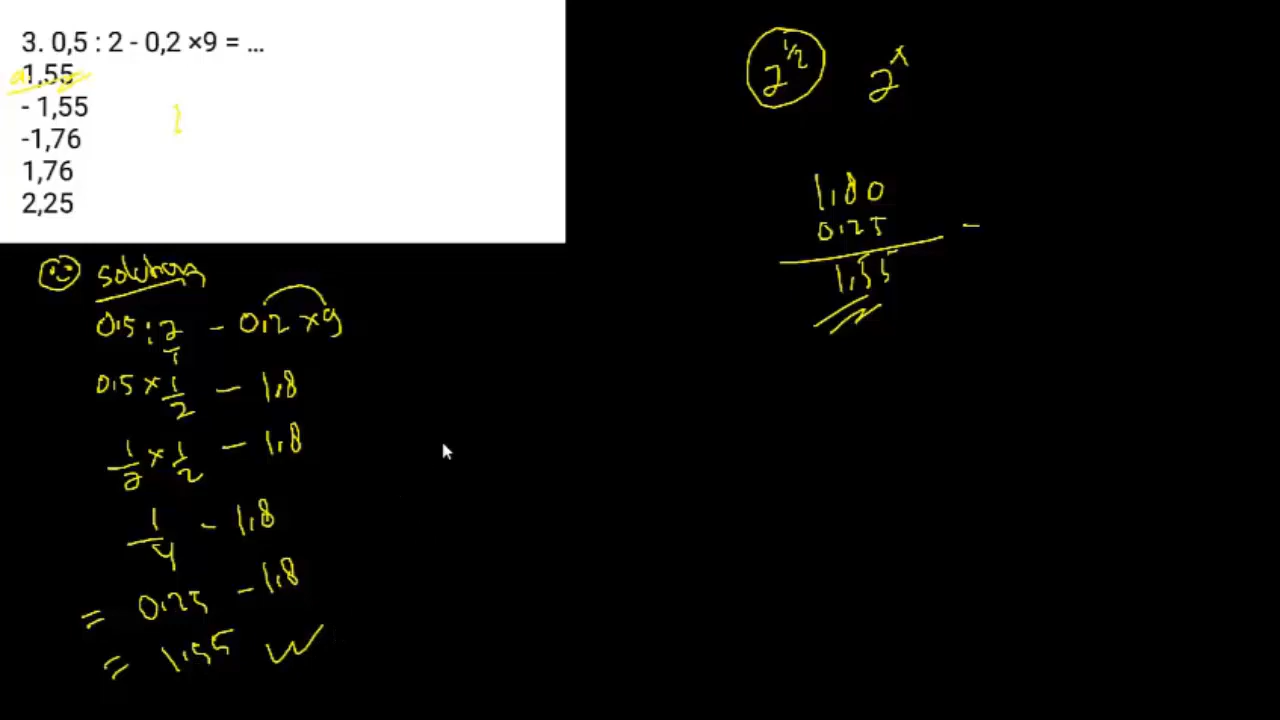 3. 0,5 : 2 - 0,2 ×9 = ...
a 1,55
- 1,55
-1,76
1,76
2,25
solutions
0,5 : 2/1 - 0,2 × 9
0,5 × 1/2 - 1,8
1/2 × 1/2 - 1,8
1/4 - 1,8
= 0,25 - 1,8
= 1,55
2^1/2 2^x
1,80
0,25 -
1,55